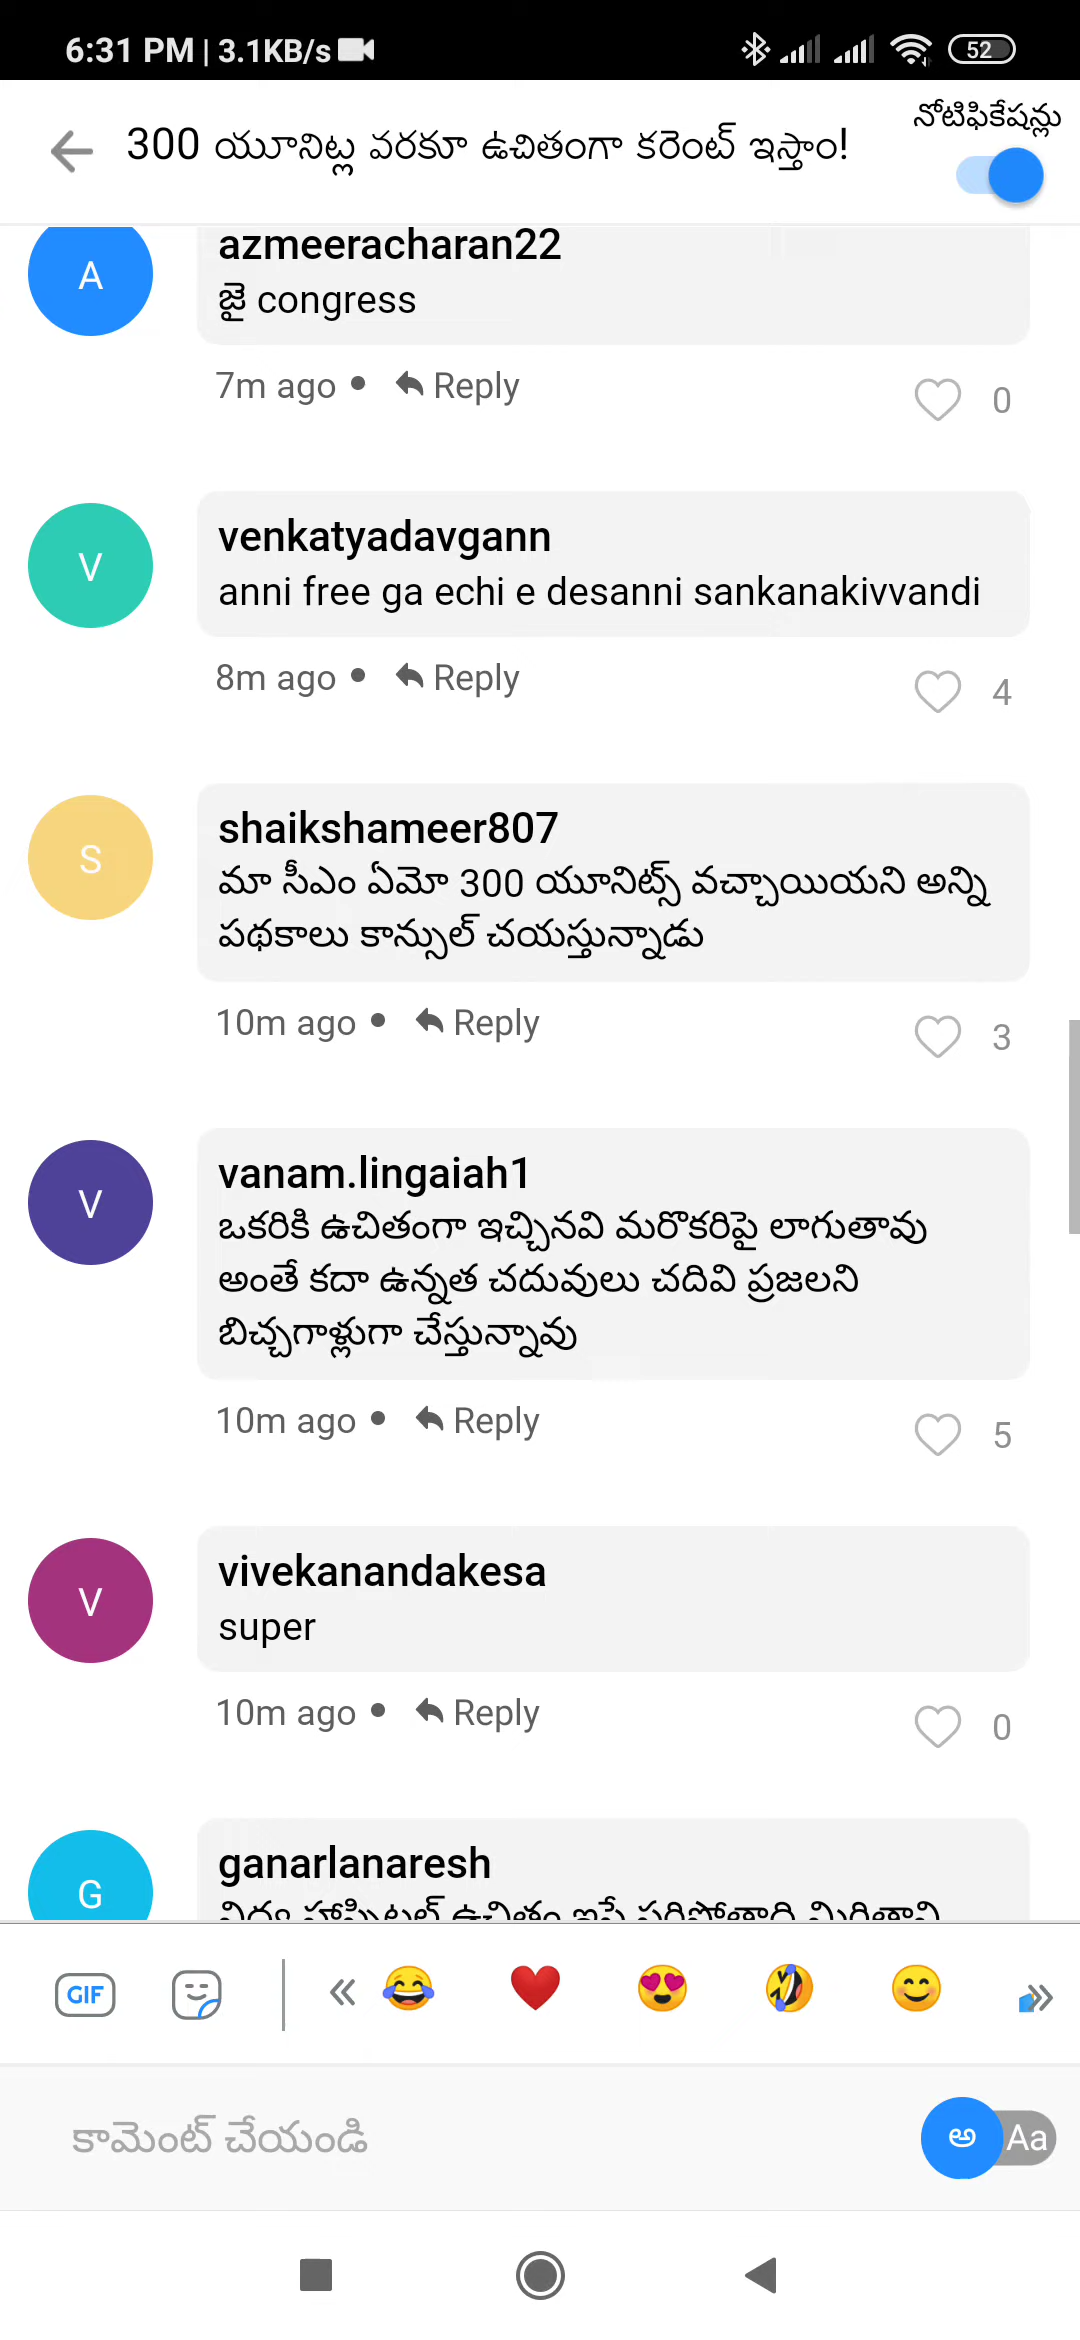 6:31 PM | 3.1KB/s
52
300 యూనిట్ల వరకూ ఉచితంగా కరెంట్ ఇస్తాం!
నోటిఫికేషన్లు
A
azmeeracharan22
జై congress
7m ago • Reply
0
V
venkatyadavgann
anni free ga echi e desanni sankanakivvandi
8m ago • Reply
4
S
shaikshameer807
మా సీఎం ఏమో 300 యూనిట్స్ వచ్చాయియని అన్ని
పథకాలు కాన్సుల్ చయస్తున్నాడు
10m ago • Reply
3
V
vanam.lingaiah1
ఒకరికి ఉచితంగా ఇచ్చినవి మరొకరిపై లాగుతావు
అంతే కదా ఉన్నత చదువులు చదివి ప్రజలని
బిచ్చగాళ్లుగా చేస్తున్నావు
10m ago • Reply
5
V
vivekanandakesa
super
10m ago • Reply
0
G
ganarlanaresh
GIF
«
»
కామెంట్ చేయండి
అ Aa